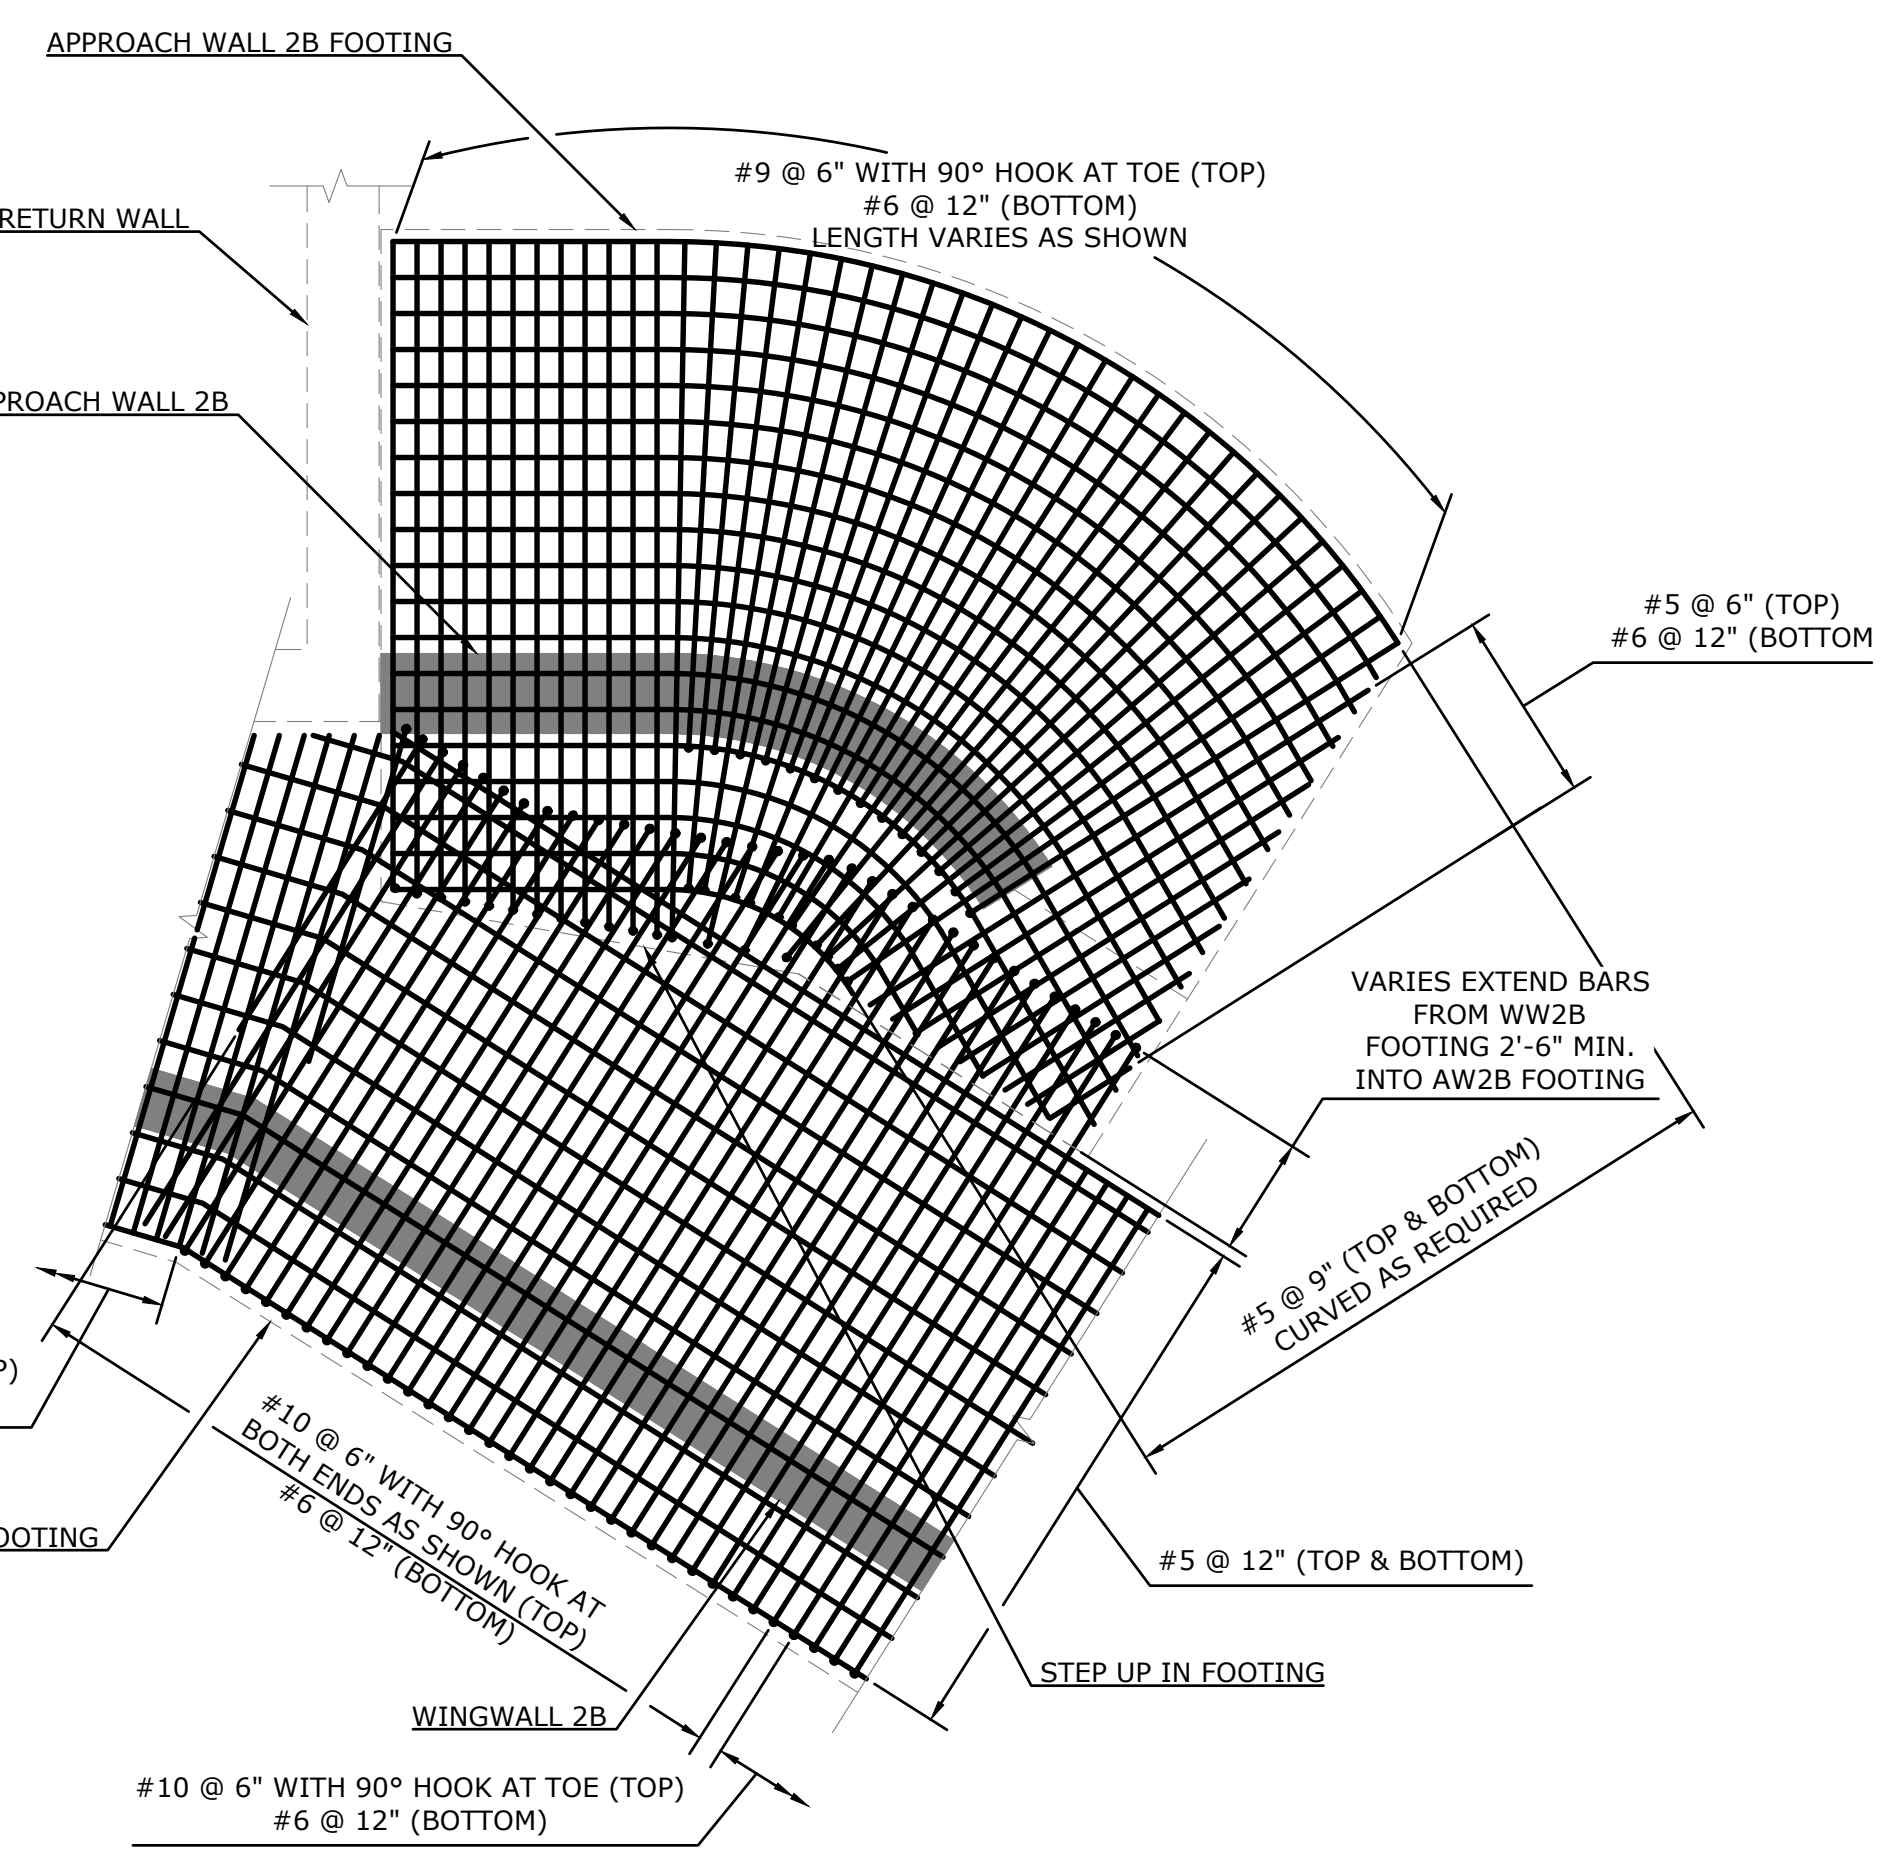 APPROACH WALL 2B FOOTING
#9 @ 6" WITH 90° HOOK AT TOE (TOP)
#6 @ 12" (BOTTOM)
LENGTH VARIES AS SHOWN
RETURN WALL
PROACH WALL 2B
#5 @ 6" (TOP)
#6 @ 12" (BOTTOM
VARIES EXTEND BARS
FROM WW2B
FOOTING 2'-6" MIN.
INTO AW2B FOOTING
#5 @ 9" (TOP & BOTTOM)
CURVED AS REQUIRED
P)
#10 @ 6" WITH 90° HOOK AT
BOTH ENDS AS SHOWN (TOP)
#6 @ 12" (BOTTOM)
OOTING
#5 @ 12" (TOP & BOTTOM)
STEP UP IN FOOTING
WINGWALL 2B
#10 @ 6" WITH 90° HOOK AT TOE (TOP)
#6 @ 12" (BOTTOM)